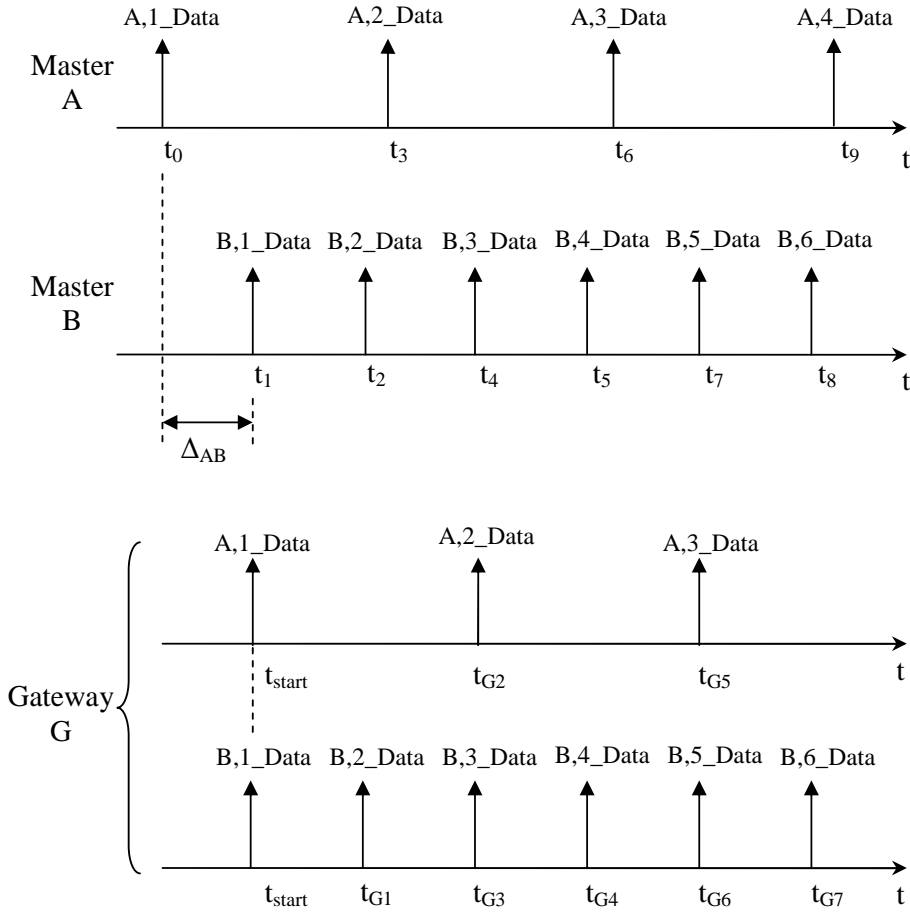 A,1_Data A,2_Data A,3_Data A,4_Data
Master
A
t0 t3 t6 t9 t
B,1_Data B,2_Data B,3_Data B,4_Data B,5_Data B,6_Data
Master
B
t1 t2 t4 t5 t7 t8 t
ΔAB
A,1_Data A,2_Data A,3_Data
tstart tG2 tG5 t
Gateway
G
B,1_Data B,2_Data B,3_Data B,4_Data B,5_Data B,6_Data
tstart tG1 tG3 tG4 tG6 tG7 t